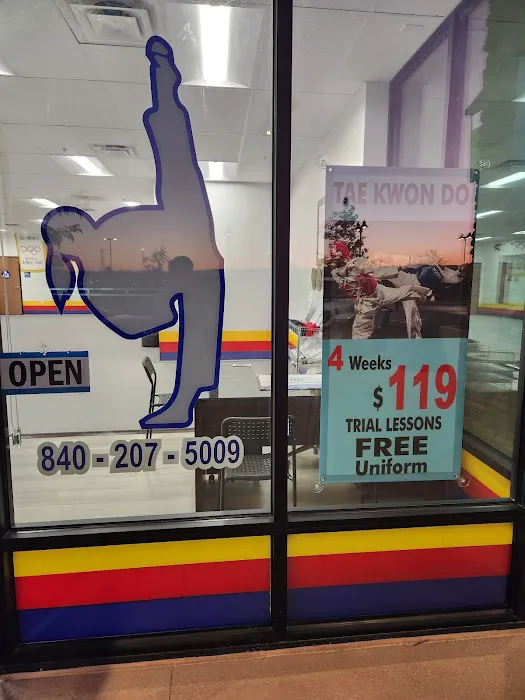 OPEN
840 - 207 - 5009
TAE KWON DO
4 Weeks
$119
TRIAL LESSONS
FREE
Uniform